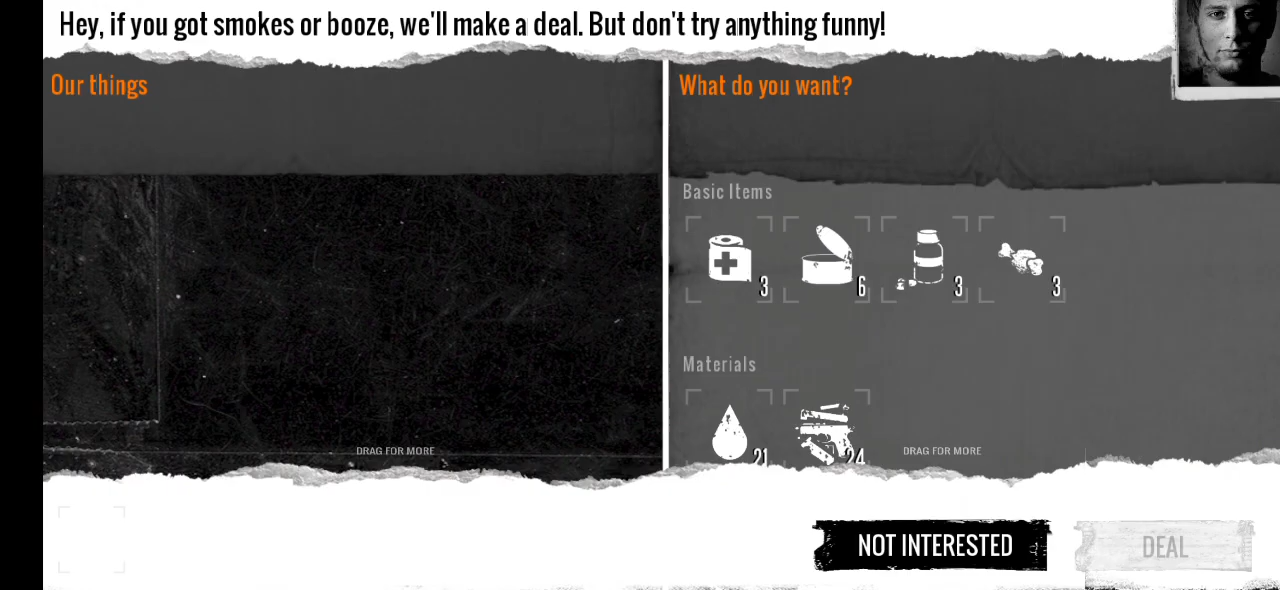 Hey, if you got smokes or booze, we'll make a deal. But don't try anything funny!
Our things
What do you want?
Basic Items
3
6
3
3
Materials
21
24
DRAG FOR MORE
DRAG FOR MORE
NOT INTERESTED
DEAL